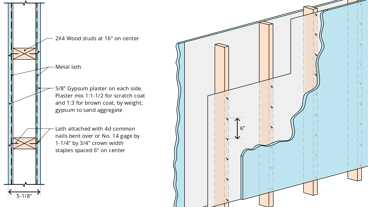 2X4 Wood studs at 16" on center
Metal lath
5/8" Gypsum plaster on each side.
Plaster mix 1:1-1/2 for scratch coat
and 1:3 for brown coat, by weight,
gypsum to sand aggregate
Lath attached with 4d common
nails bent over or No. 14 gage by
1-1/4" by 3/4" crown width
staples spaced 6" on center
5-1/8"
6"